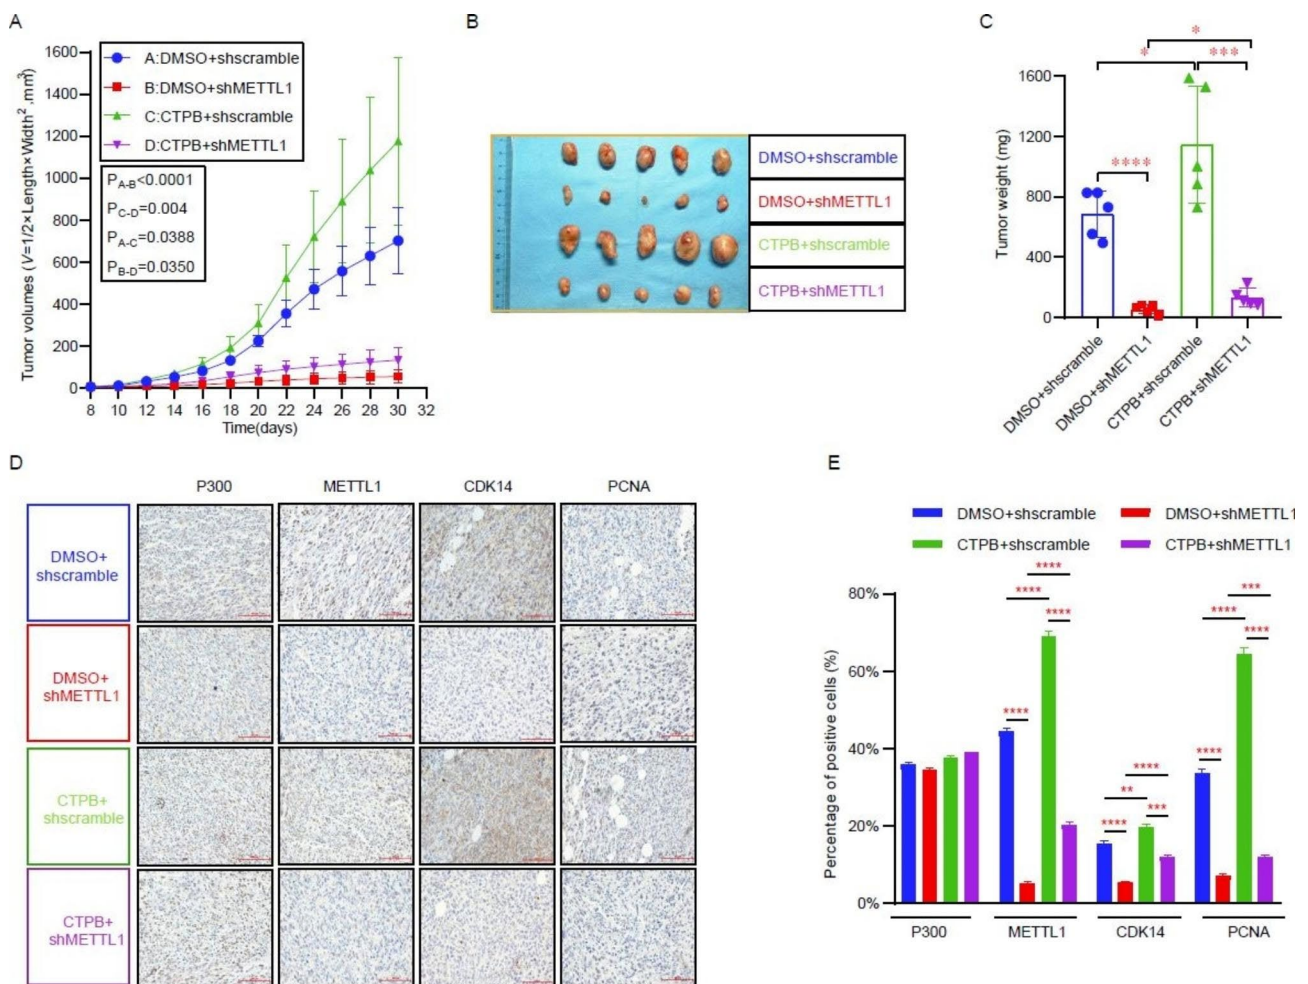 A
Tumor volumes (V=1/2×Length×Width² ,mm³)
1600
1400
1200
1000
800
600
400
200
0
A:DMSO+shscramble
B:DMSO+shMETTL1
C:CTPB+shscramble
D:CTPB+shMETTL1
PA-B<0.0001
PC-D=0.004
PA-C=0.0388
PB-D=0.0350
8 10 12 14 16 18 20 22 24 26 28 30 32
Time(days)
B
DMSO+shscramble
DMSO+shMETTL1
CTPB+shscramble
CTPB+shMETTL1
C
Tumor weight (mg)
*
* ***
****
1600
1200
800
400
0
DMSO+shscramble
DMSO+shMETTL1
CTPB+shscramble
CTPB+shMETTL1
D
P300 METTL1 CDK14 PCNA
DMSO+
shscramble
DMSO+
shMETTL1
CTPB+
shscramble
CTPB+
shMETTL1
E
DMSO+shscramble DMSO+shMETTL1
CTPB+shscramble CTPB+shMETTL1
Percentage of positive cells (%)
80%
60%
40%
20%
0%
****
****
****
****
****
**
***
****
***
****
****
****
P300 METTL1 CDK14 PCNA